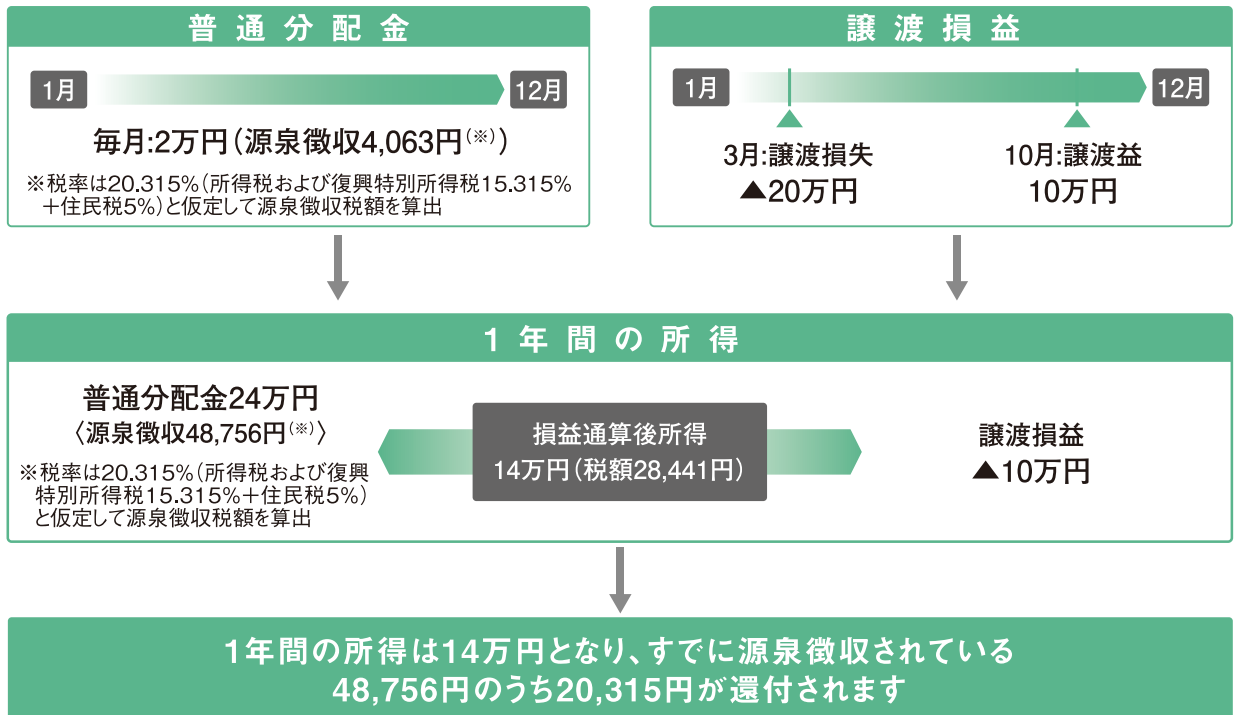 普通分配金
1月
12月
毎月:2万円(源泉徴収4,063円(※))
※税率は20.315%(所得税および復興特別所得税15.315%
+住民税5%)と仮定して源泉徴収税額を算出
譲渡損益
1月
12月
3月:譲渡損失
▲20万円
10月:譲渡益
10万円
1年間の所得
普通分配金24万円
〈源泉徴収48,756円(※)〉
※税率は20.315%(所得税および復興
特別所得税15.315%+住民税5%)
と仮定して源泉徴収税額を算出
損益通算後所得
14万円(税額28,441円)
譲渡損益
▲10万円
1年間の所得は14万円となり、すでに源泉徴収されている
48,756円のうち20,315円が還付されます